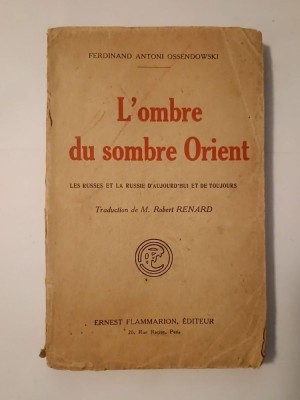 FERDINAND ANTONI OSSENDOWSKI
L'ombre
du sombre Orient
LES RUSSES ET LA RUSSIE D'AUJOURD'HUI ET DE TOUJOURS
Traduction de M. Robert RENARD
ERNEST FLAMMARION, ÉDITEUR
26, Rue Racine, Paris